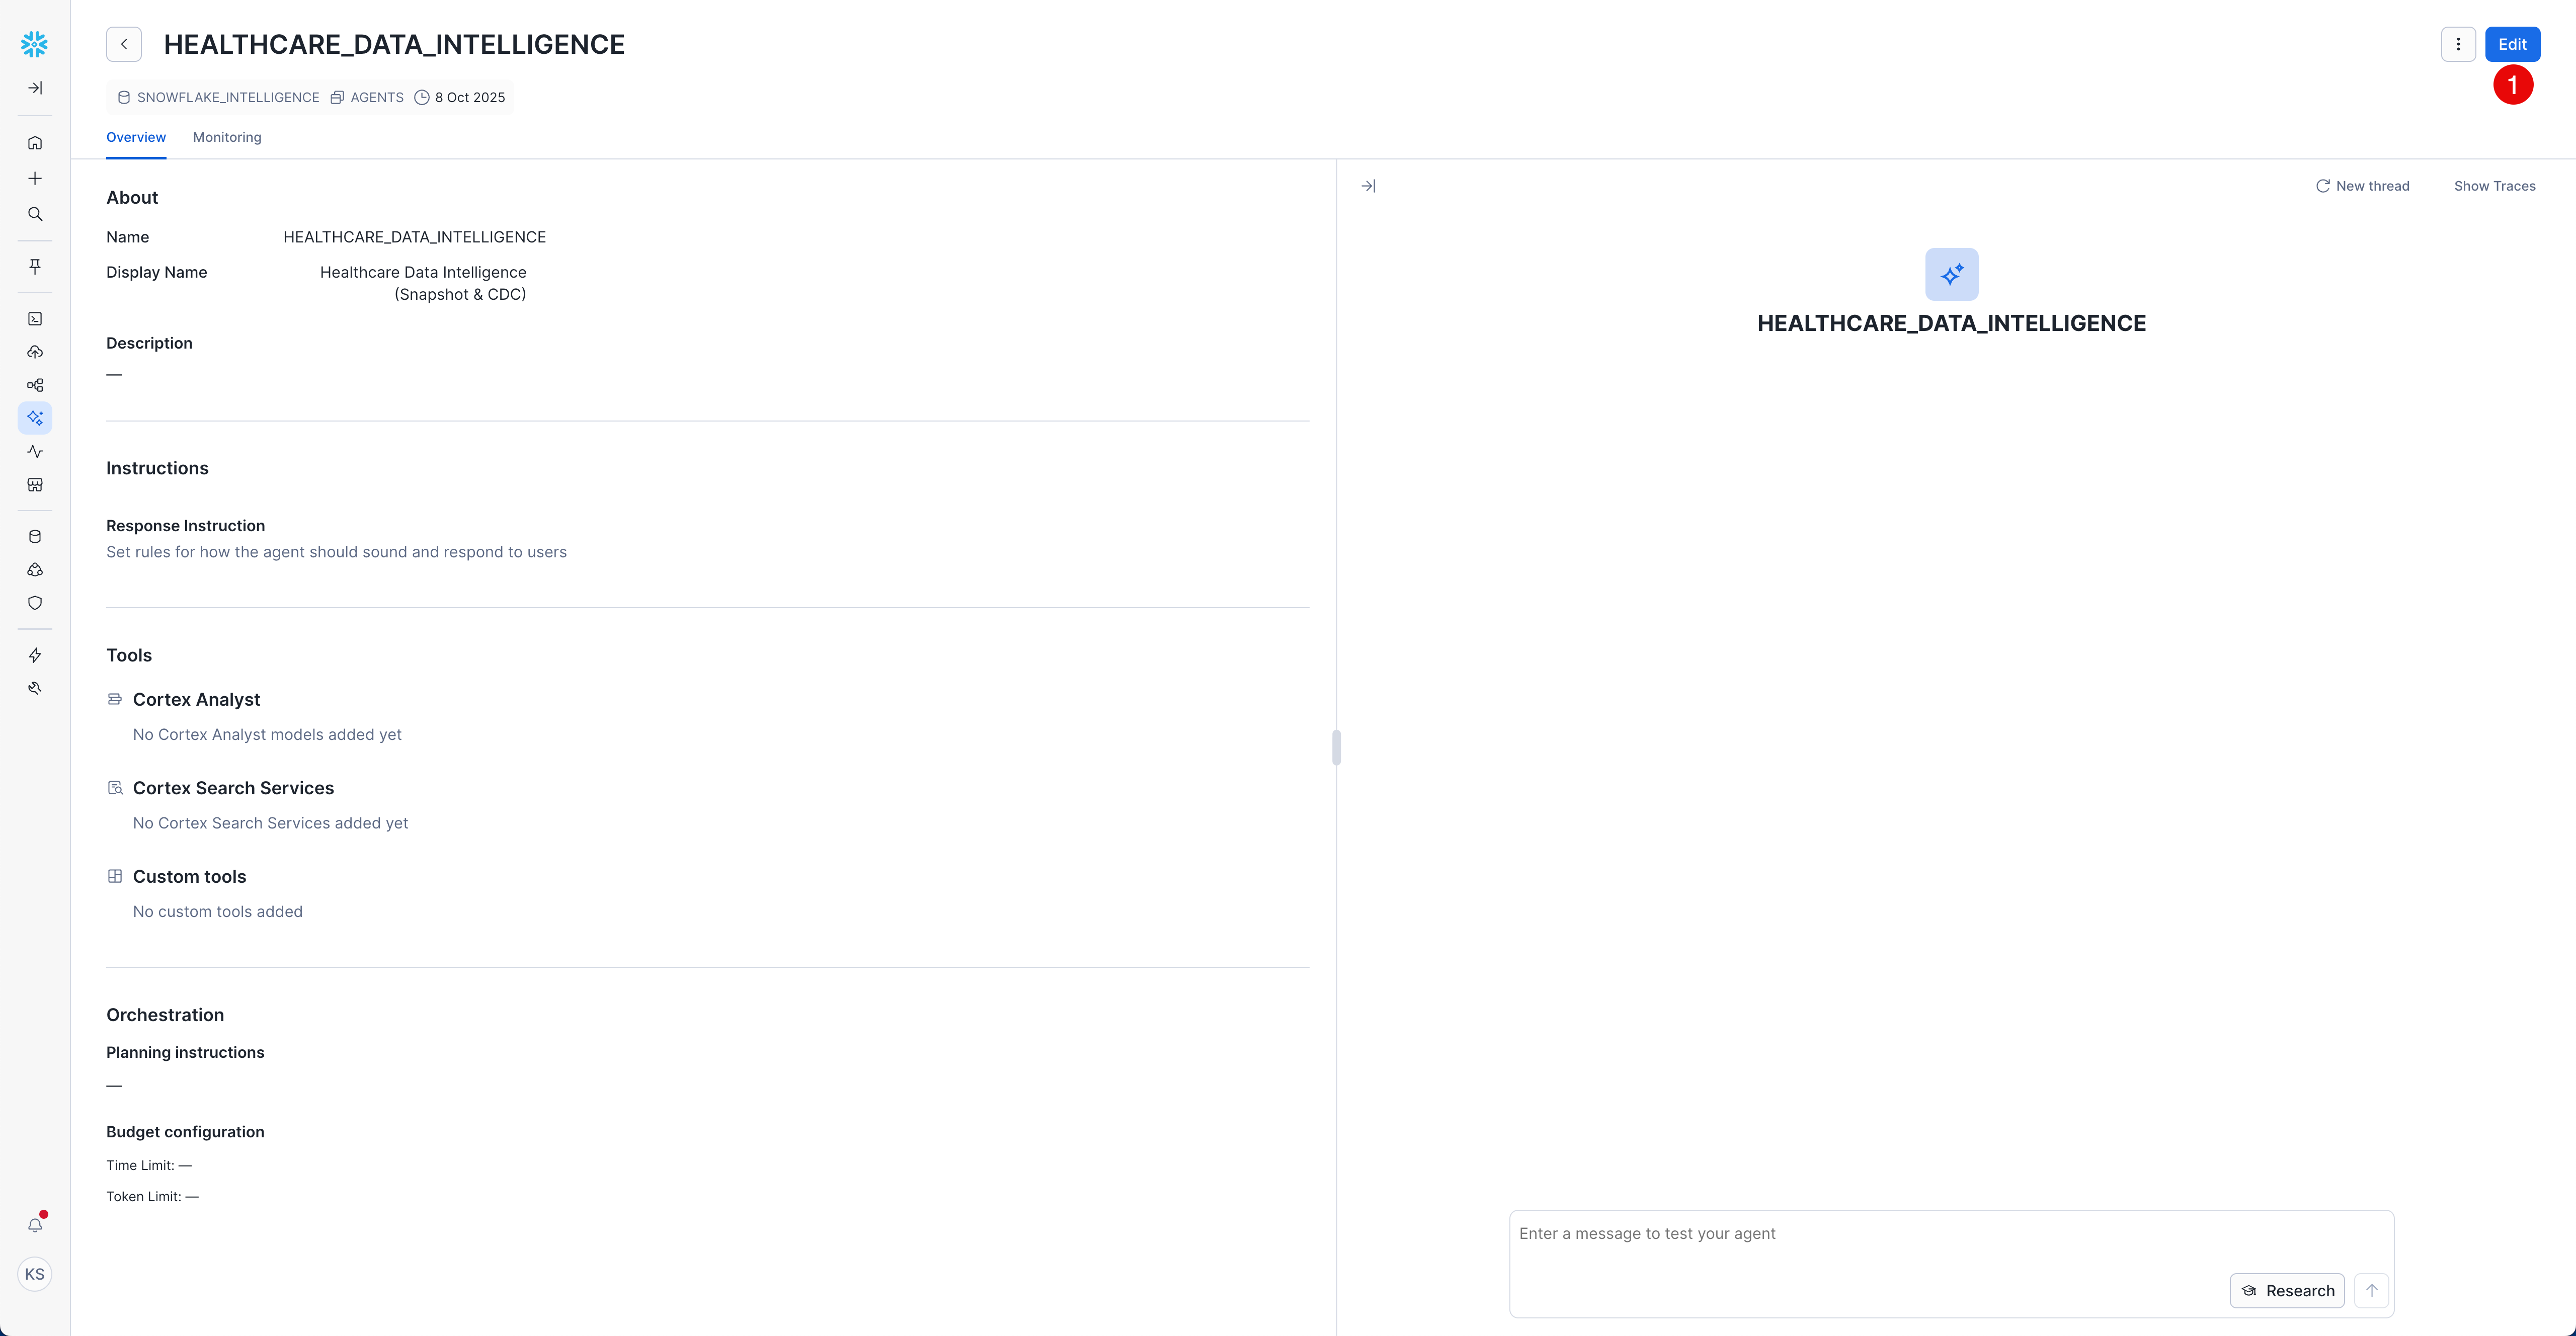 HEALTHCARE_DATA_INTELLIGENCE
Edit
1
SNOWFLAKE_INTELLIGENCE AGENTS 8 Oct 2025
Overview Monitoring
About
Name HEALTHCARE_DATA_INTELLIGENCE
Display Name Healthcare Data Intelligence
(Snapshot & CDC)
Description
—
Instructions
Response Instruction
Set rules for how the agent should sound and respond to users
Tools
Cortex Analyst
No Cortex Analyst models added yet
Cortex Search Services
No Cortex Search Services added yet
Custom tools
No custom tools added
Orchestration
Planning instructions
—
Budget configuration
Time Limit: —
Token Limit: —
New thread Show Traces
HEALTHCARE_DATA_INTELLIGENCE
Enter a message to test your agent
Research
KS